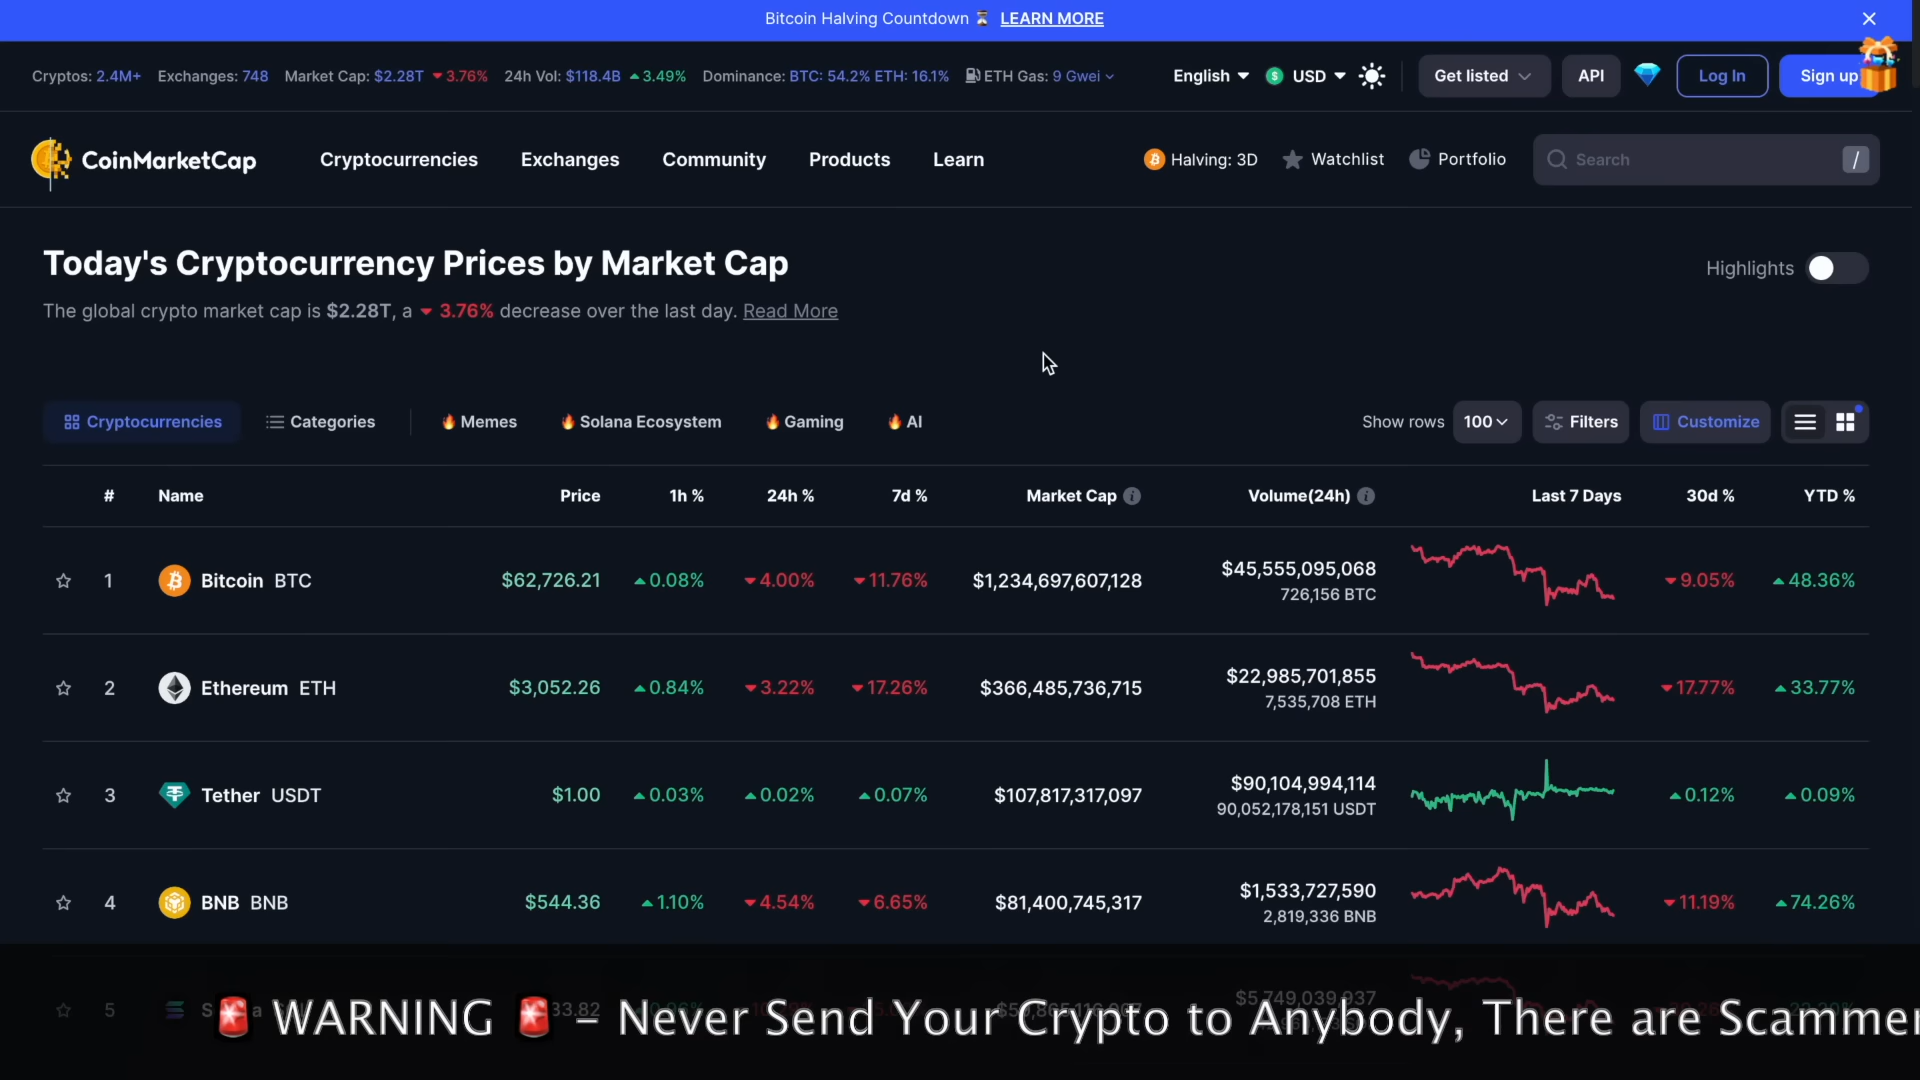 Bitcoin Halving Countdown ⏳ LEARN MORE
Cryptos: 2.4M+ Exchanges: 748 Market Cap: $2.28T 3.76% 24h Vol: $118.4B 3.49% Dominance: BTC: 54.2% ETH: 16.1% ETH Gas: 9 Gwei English USD Get listed API Log In Sign up
CoinMarketCap Cryptocurrencies Exchanges Community Products Learn Halving: 3D Watchlist Portfolio Search /
Today's Cryptocurrency Prices by Market Cap
Highlights
The global crypto market cap is $2.28T, a 3.76% decrease over the last day. Read More
Cryptocurrencies Categories 🔥 Memes 🔥 Solana Ecosystem 🔥 Gaming 🔥 AI Show rows 100 Filters Customize
# Name Price 1h % 24h % 7d % Market Cap Volume(24h) Last 7 Days 30d % YTD %
1 Bitcoin BTC $62,726.21 0.08% 4.00% 11.76% $1,234,697,607,128 $45,555,095,068 9.05% 48.36%
726,156 BTC
2 Ethereum ETH $3,052.26 0.84% 3.22% 17.26% $366,485,736,715 $22,985,701,855 17.77% 33.77%
7,535,708 ETH
3 Tether USDT $1.00 0.03% 0.02% 0.07% $107,817,317,097 $90,104,994,114 0.12% 0.09%
90,052,178,151 USDT
4 BNB BNB $544.36 1.10% 4.54% 6.65% $81,400,745,317 $1,533,727,590 11.19% 74.26%
2,819,336 BNB
5 $5,749,039,937
🚨 WARNING 🚨 – Never Send Your Crypto to Anybody, There are Scammer